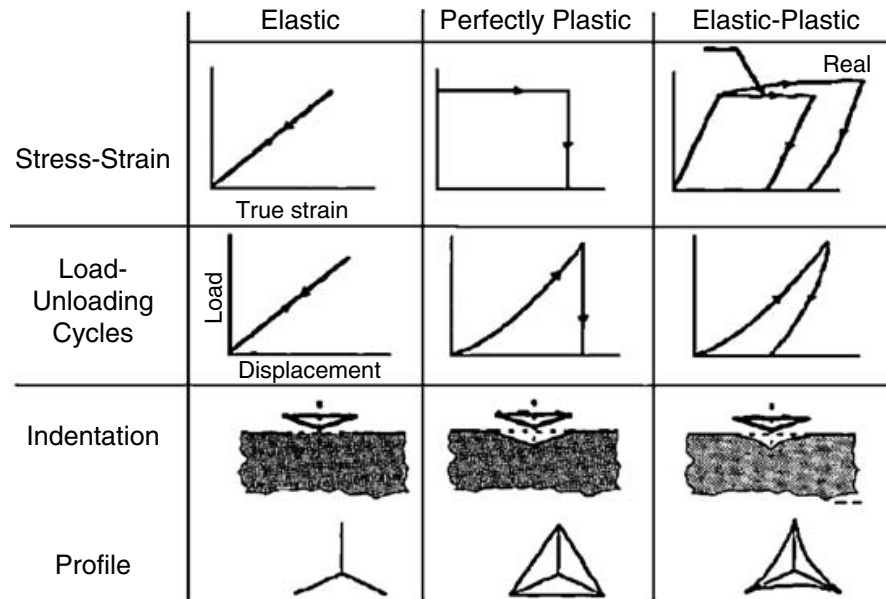 Elastic
Perfectly Plastic
Elastic-Plastic
Stress-Strain
True strain
Real
Load-
Unloading
Cycles
Load
Displacement
Indentation
Profile